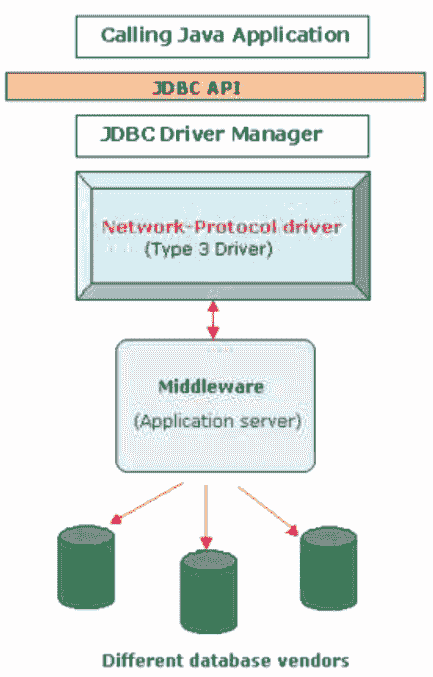 Calling Java Application
JDBC API
JDBC Driver Manager
Network-Protocol driver
(Type 3 Driver)
Middleware
(Application server)
Different database vendors